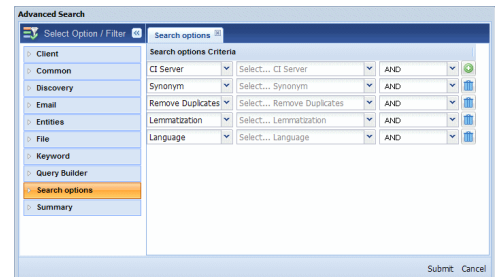 Advanced Search
Select Option / Filter
Search options
Search options Criteria
Client
Common
Discovery
Email
Entities
File
Keyword
Query Builder
Search options
Summary
CI Server Select... CI Server AND
Synonym Select... Synonym AND
Remove Duplicates Select... Remove Duplicates AND
Lemmatization Select... Lemmatization AND
Language Select... Language AND
Submit Cancel